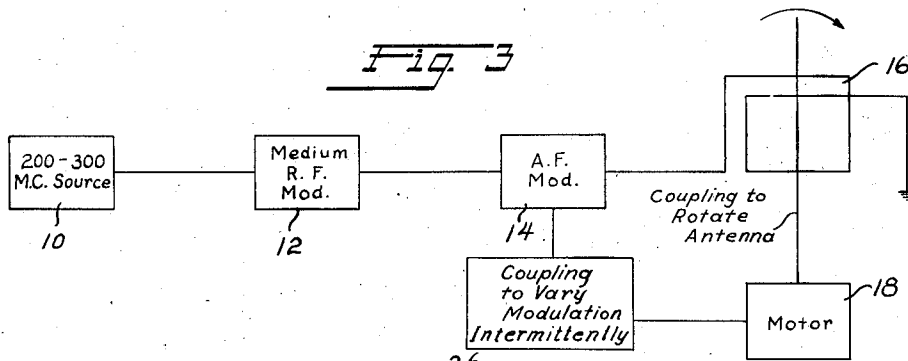 Fig. 3
16
200-300
M.C. Source
10
Medium
R. F.
Mod.
12
A.F.
Mod.
14
Coupling to
Rotate
Antenna
Coupling
to Vary
Modulation
Intermittently
26
18
Motor